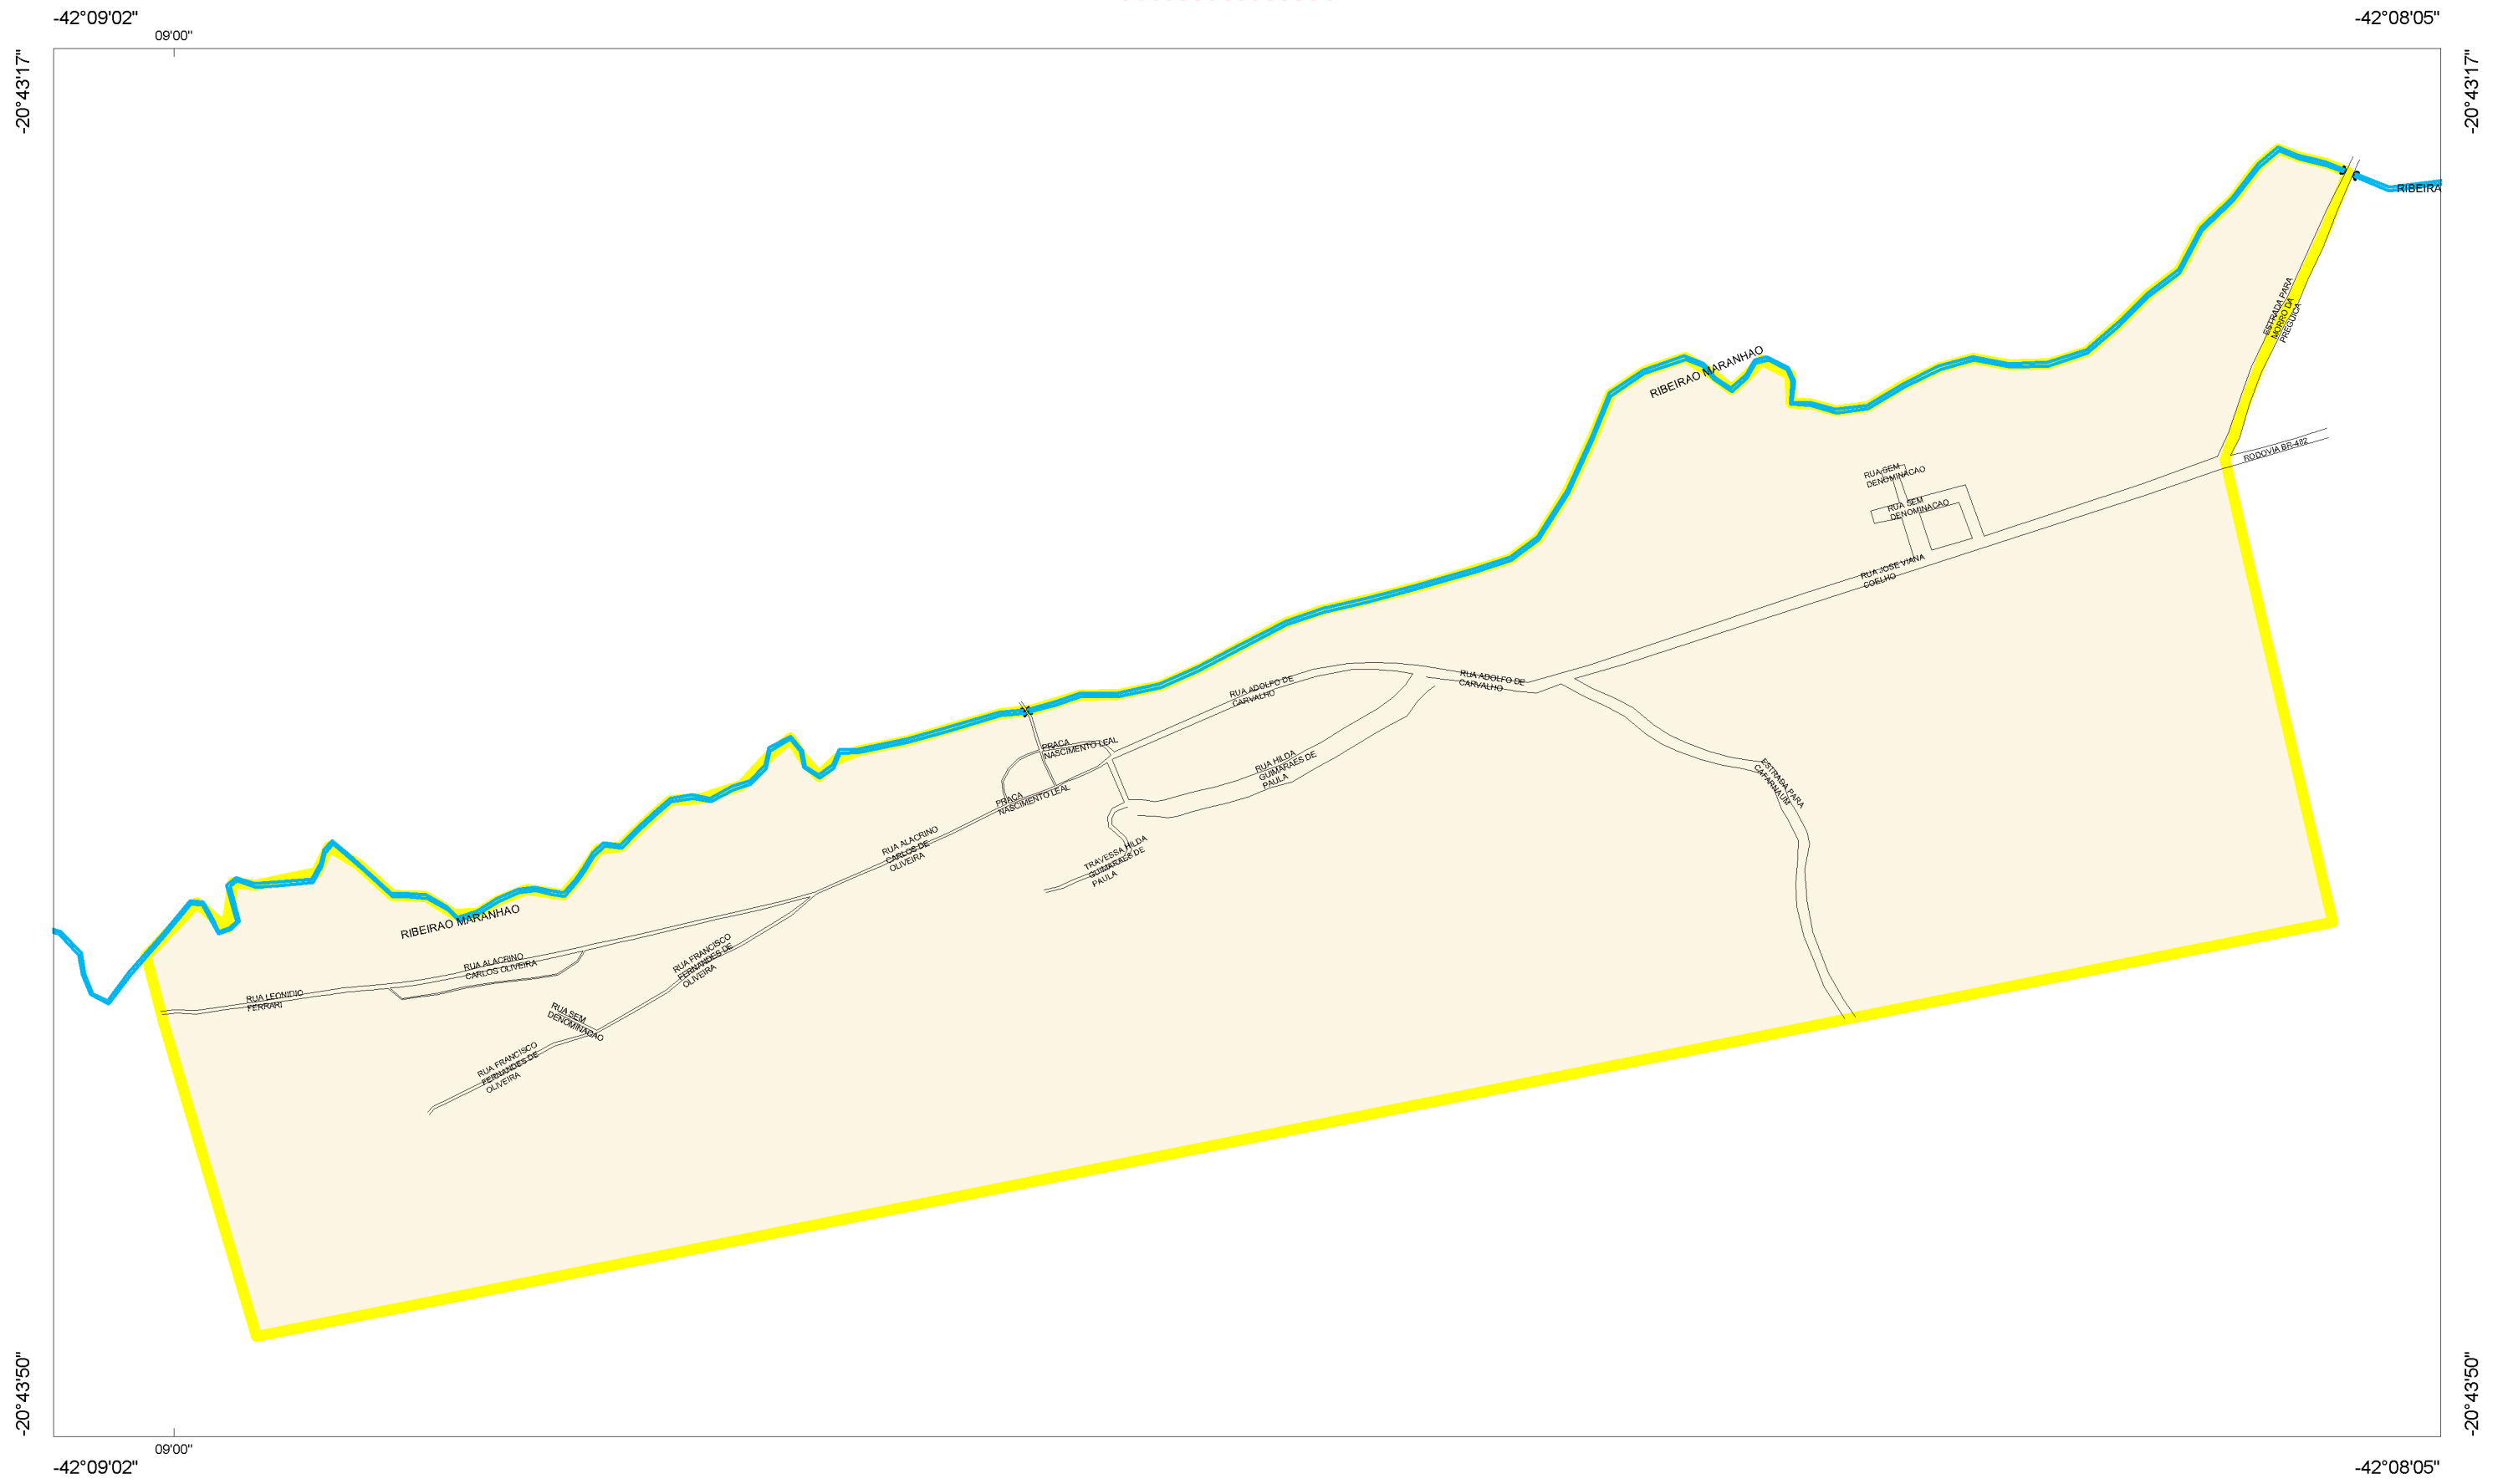 -42°09'02"
-42°08'05"
09'00"
-20°43'17"
-20°43'17"
RIBEIRA
ESTRADA PARA
MORRO DA
PREGUICA
RIBEIRAO MARANHAO
RODOVIA BR-482
RUA SEM
DENOMINACAO
RUA SEM
DENOMINACAO
RUA JOSE VIANA
COELHO
RUA ADOLFO DE
CARVALHO
RUA ADOLFO DE
CARVALHO
PRACA
NASCIMENTO LEAL
RUA HILDA
GUIMARAES DE
PAULA
ESTRADA PARA
CAFARNAUM
PRACA
NASCIMENTO LEAL
RUA ALACRINO
CARLOS DE
OLIVEIRA
TRAVESSA HILDA
GUIMARAES DE
PAULA
RIBEIRAO MARANHAO
RUA FRANCISCO
FERNANDES DE
OLIVEIRA
RUA ALACRINO
CARLOS OLIVEIRA
RUA LEONIDIO
FERRARI
RUA SEM
DENOMINACAO
RUA FRANCISCO
FERNANDES DE
OLIVEIRA
-20°43'50"
-20°43'50"
09'00"
-42°09'02"
-42°08'05"